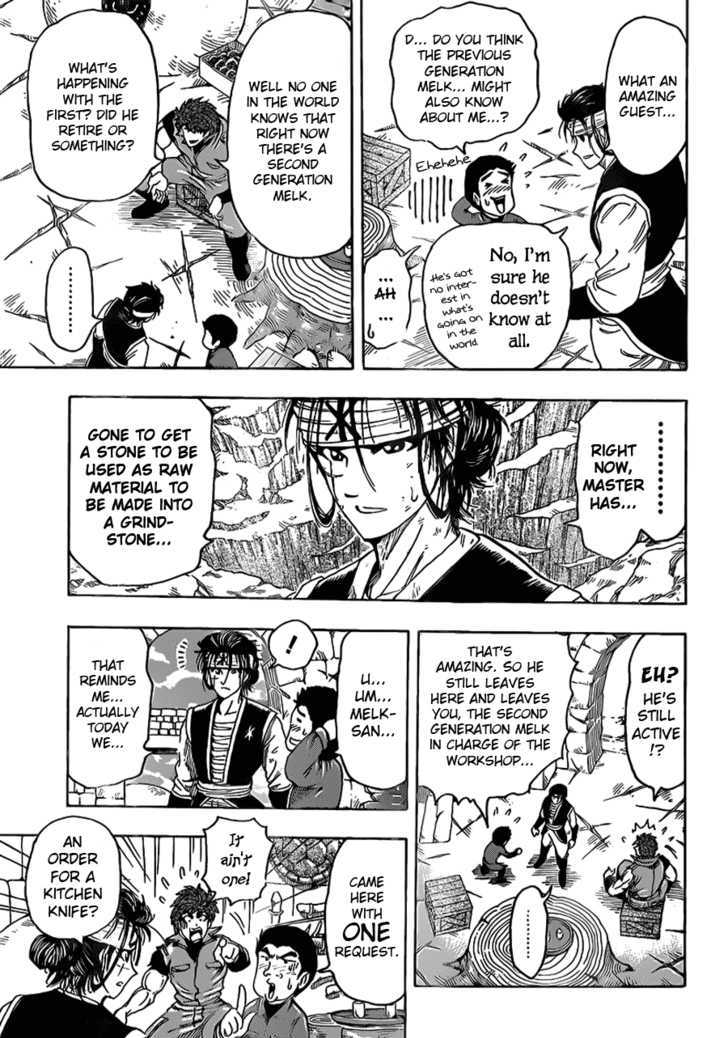 WHAT AN
AMAZING
GUEST...
D... DO YOU THINK
THE PREVIOUS
GENERATION
MELK... MIGHT
ALSO KNOW
ABOUT ME...?
Ehehehe
No, I'm
sure he
doesn't
know at
all.
He's got
no inter-
est in
what's
going on
in the
world
...
AH
...
WELL NO ONE
IN THE WORLD
KNOWS THAT
RIGHT NOW
THERE'S A
SECOND
GENERATION
MELK.
WHAT'S
HAPPENING
WITH THE
FIRST? DID HE
RETIRE OR
SOMETHING?
........
.........
RIGHT
NOW,
MASTER
HAS...
GONE TO GET
A STONE TO BE
USED AS RAW
MATERIAL TO
BE MADE INTO
A GRIND-
STONE...
EH?
HE'S
STILL
ACTIVE
!?
THAT'S
AMAZING. SO HE
STILL LEAVES
HERE AND LEAVES
YOU, THE SECOND
GENERATION MELK
IN CHARGE OF THE
WORKSHOP...
........
U...
UM...
MELK-
SAN...
!
THAT
REMINDS
ME...
ACTUALLY
TODAY
WE...
CAME
HERE WITH
ONE
REQUEST.
It
ain't
one!
AN
ORDER
FOR A
KITCHEN
KNIFE?